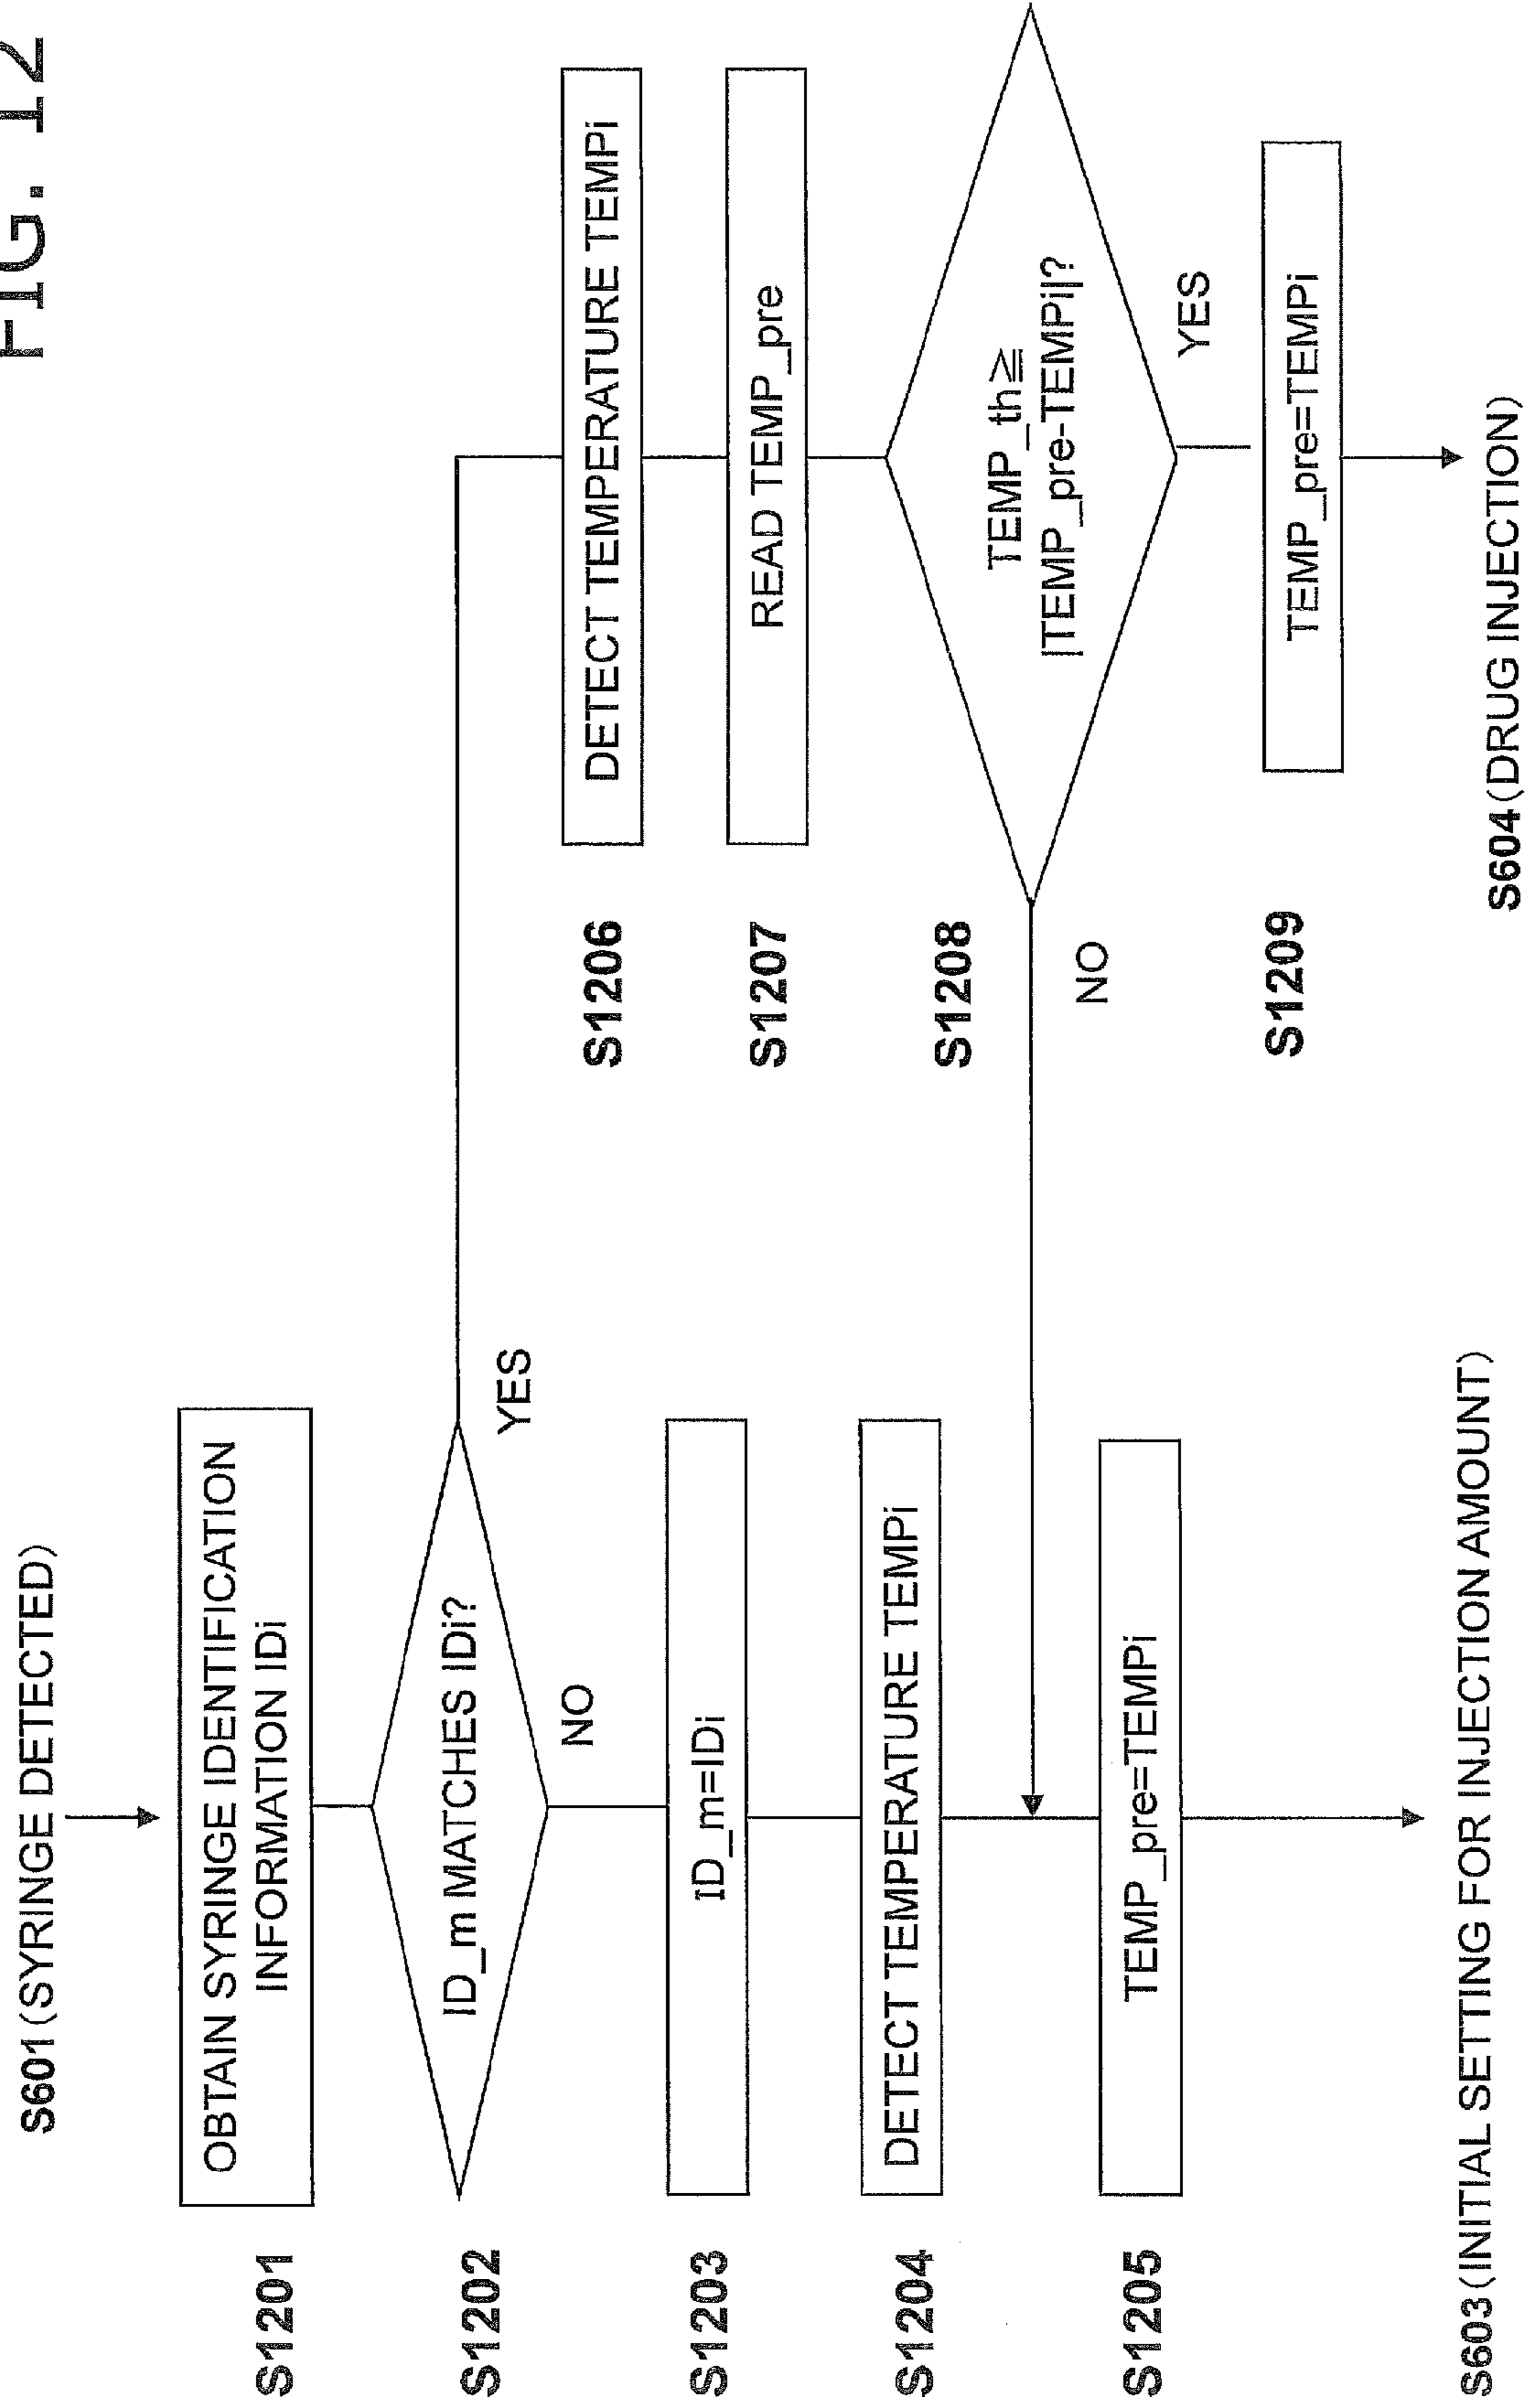 FIG. 12
S601(SYRINGE DETECTED)
S1201
OBTAIN SYRINGE IDENTIFICATION
INFORMATION IDi
S1202
ID_m MATCHES IDi?
YES
NO
S1203
ID_m=IDi
S1204
DETECT TEMPERATURE TEMPi
S1205
TEMP_pre=TEMPi
S603(INITIAL SETTING FOR INJECTION AMOUNT)
S1206
DETECT TEMPERATURE TEMPi
S1207
READ TEMP_pre
S1208
TEMP_th≧
|TEMP_pre-TEMPi|?
NO
YES
S1209
TEMP_pre=TEMPi
S604(DRUG INJECTION)